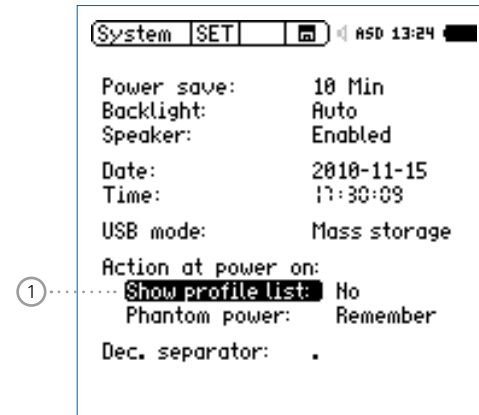 System SET ASD 13:24
Power save: 10 Min
Backlight: Auto
Speaker: Enabled
Date: 2010-11-15
Time: 17:30:09
USB mode: Mass storage
Action at power on:
1 Show profile list: No
Phantom power: Remember
Dec. separator: .